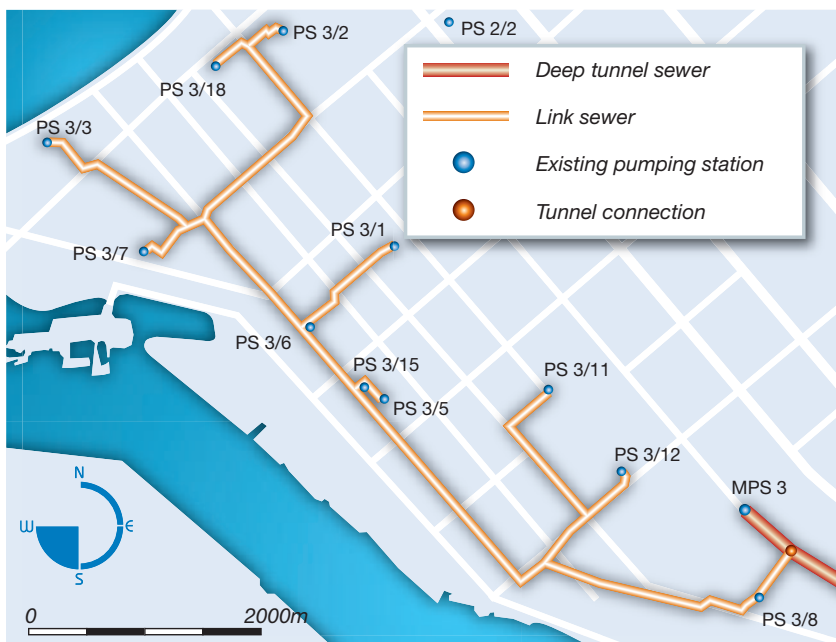 PS 3/2
PS 2/2
PS 3/18
Deep tunnel sewer
Link sewer
Existing pumping station
Tunnel connection
PS 3/3
PS 3/7
PS 3/1
PS 3/6
PS 3/15
PS 3/5
PS 3/11
PS 3/12
MPS 3
PS 3/8
N
W
E
S
0 2000m